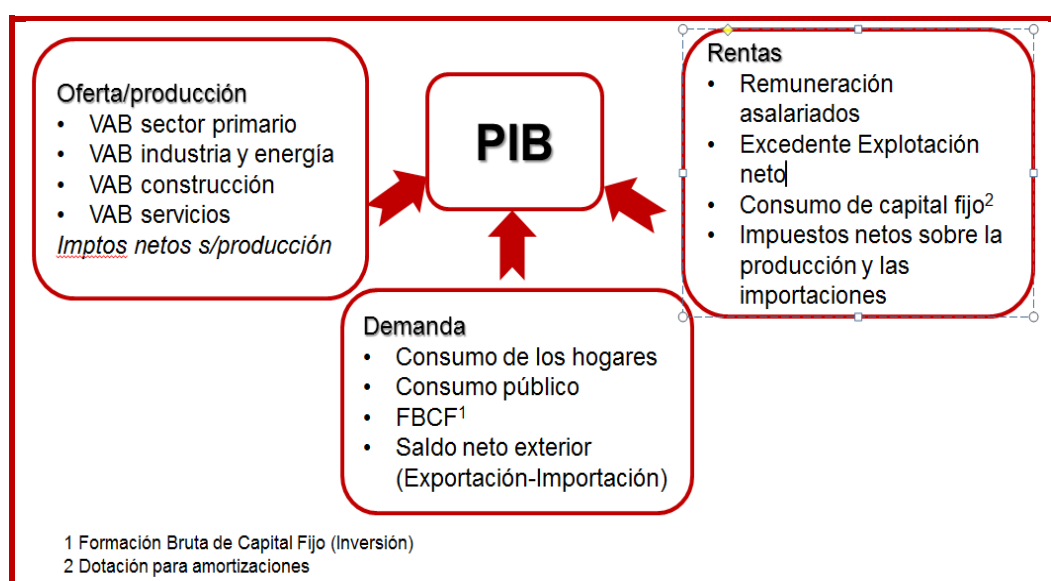 Oferta/producción
• VAB sector primario
• VAB industria y energía
• VAB construcción
• VAB servicios
Imptos netos s/producción
PIB
Rentas
• Remuneración
asalariados
• Excedente Explotación
neto
• Consumo de capital fijo²
• Impuestos netos sobre la
producción y las
importaciones
Demanda
• Consumo de los hogares
• Consumo público
• FBCF¹
• Saldo neto exterior
(Exportación-Importación)
1 Formación Bruta de Capital Fijo (Inversión)
2 Dotación para amortizaciones